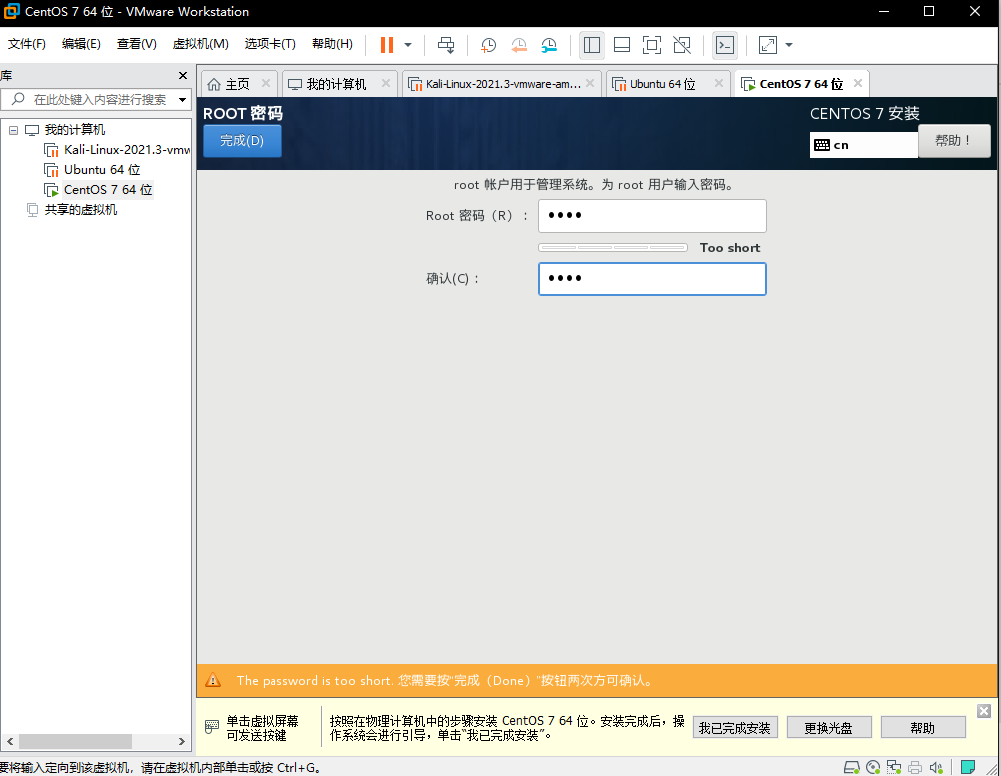 CentOS 7 64 位 - VMware Workstation
文件(F) 编辑(E) 查看(V) 虚拟机(M) 选项卡(T) 帮助(H)
库
在此处键入内容进行搜索
我的计算机
Kali-Linux-2021.3-vmw
Ubuntu 64 位
CentOS 7 64 位
共享的虚拟机
主页 我的计算机 Kali-Linux-2021.3-vmware-am... Ubuntu 64 位 CentOS 7 64 位
ROOT 密码
完成(D)
CENTOS 7 安装
cn
帮助！
root 帐户用于管理系统。为 root 用户输入密码。
Root 密码（R）：
Too short
确认(C)：
The password is too short. 您需要按“完成（Done）”按钮两次方可确认。
单击虚拟屏幕
可发送按键
按照在物理计算机中的步骤安装 CentOS 7 64 位。安装完成后，操
作系统会进行引导，单击“我已完成安装”。
我已完成安装 更换光盘 帮助
要将输入定向到该虚拟机，请在虚拟机内部单击或按 Ctrl+G。